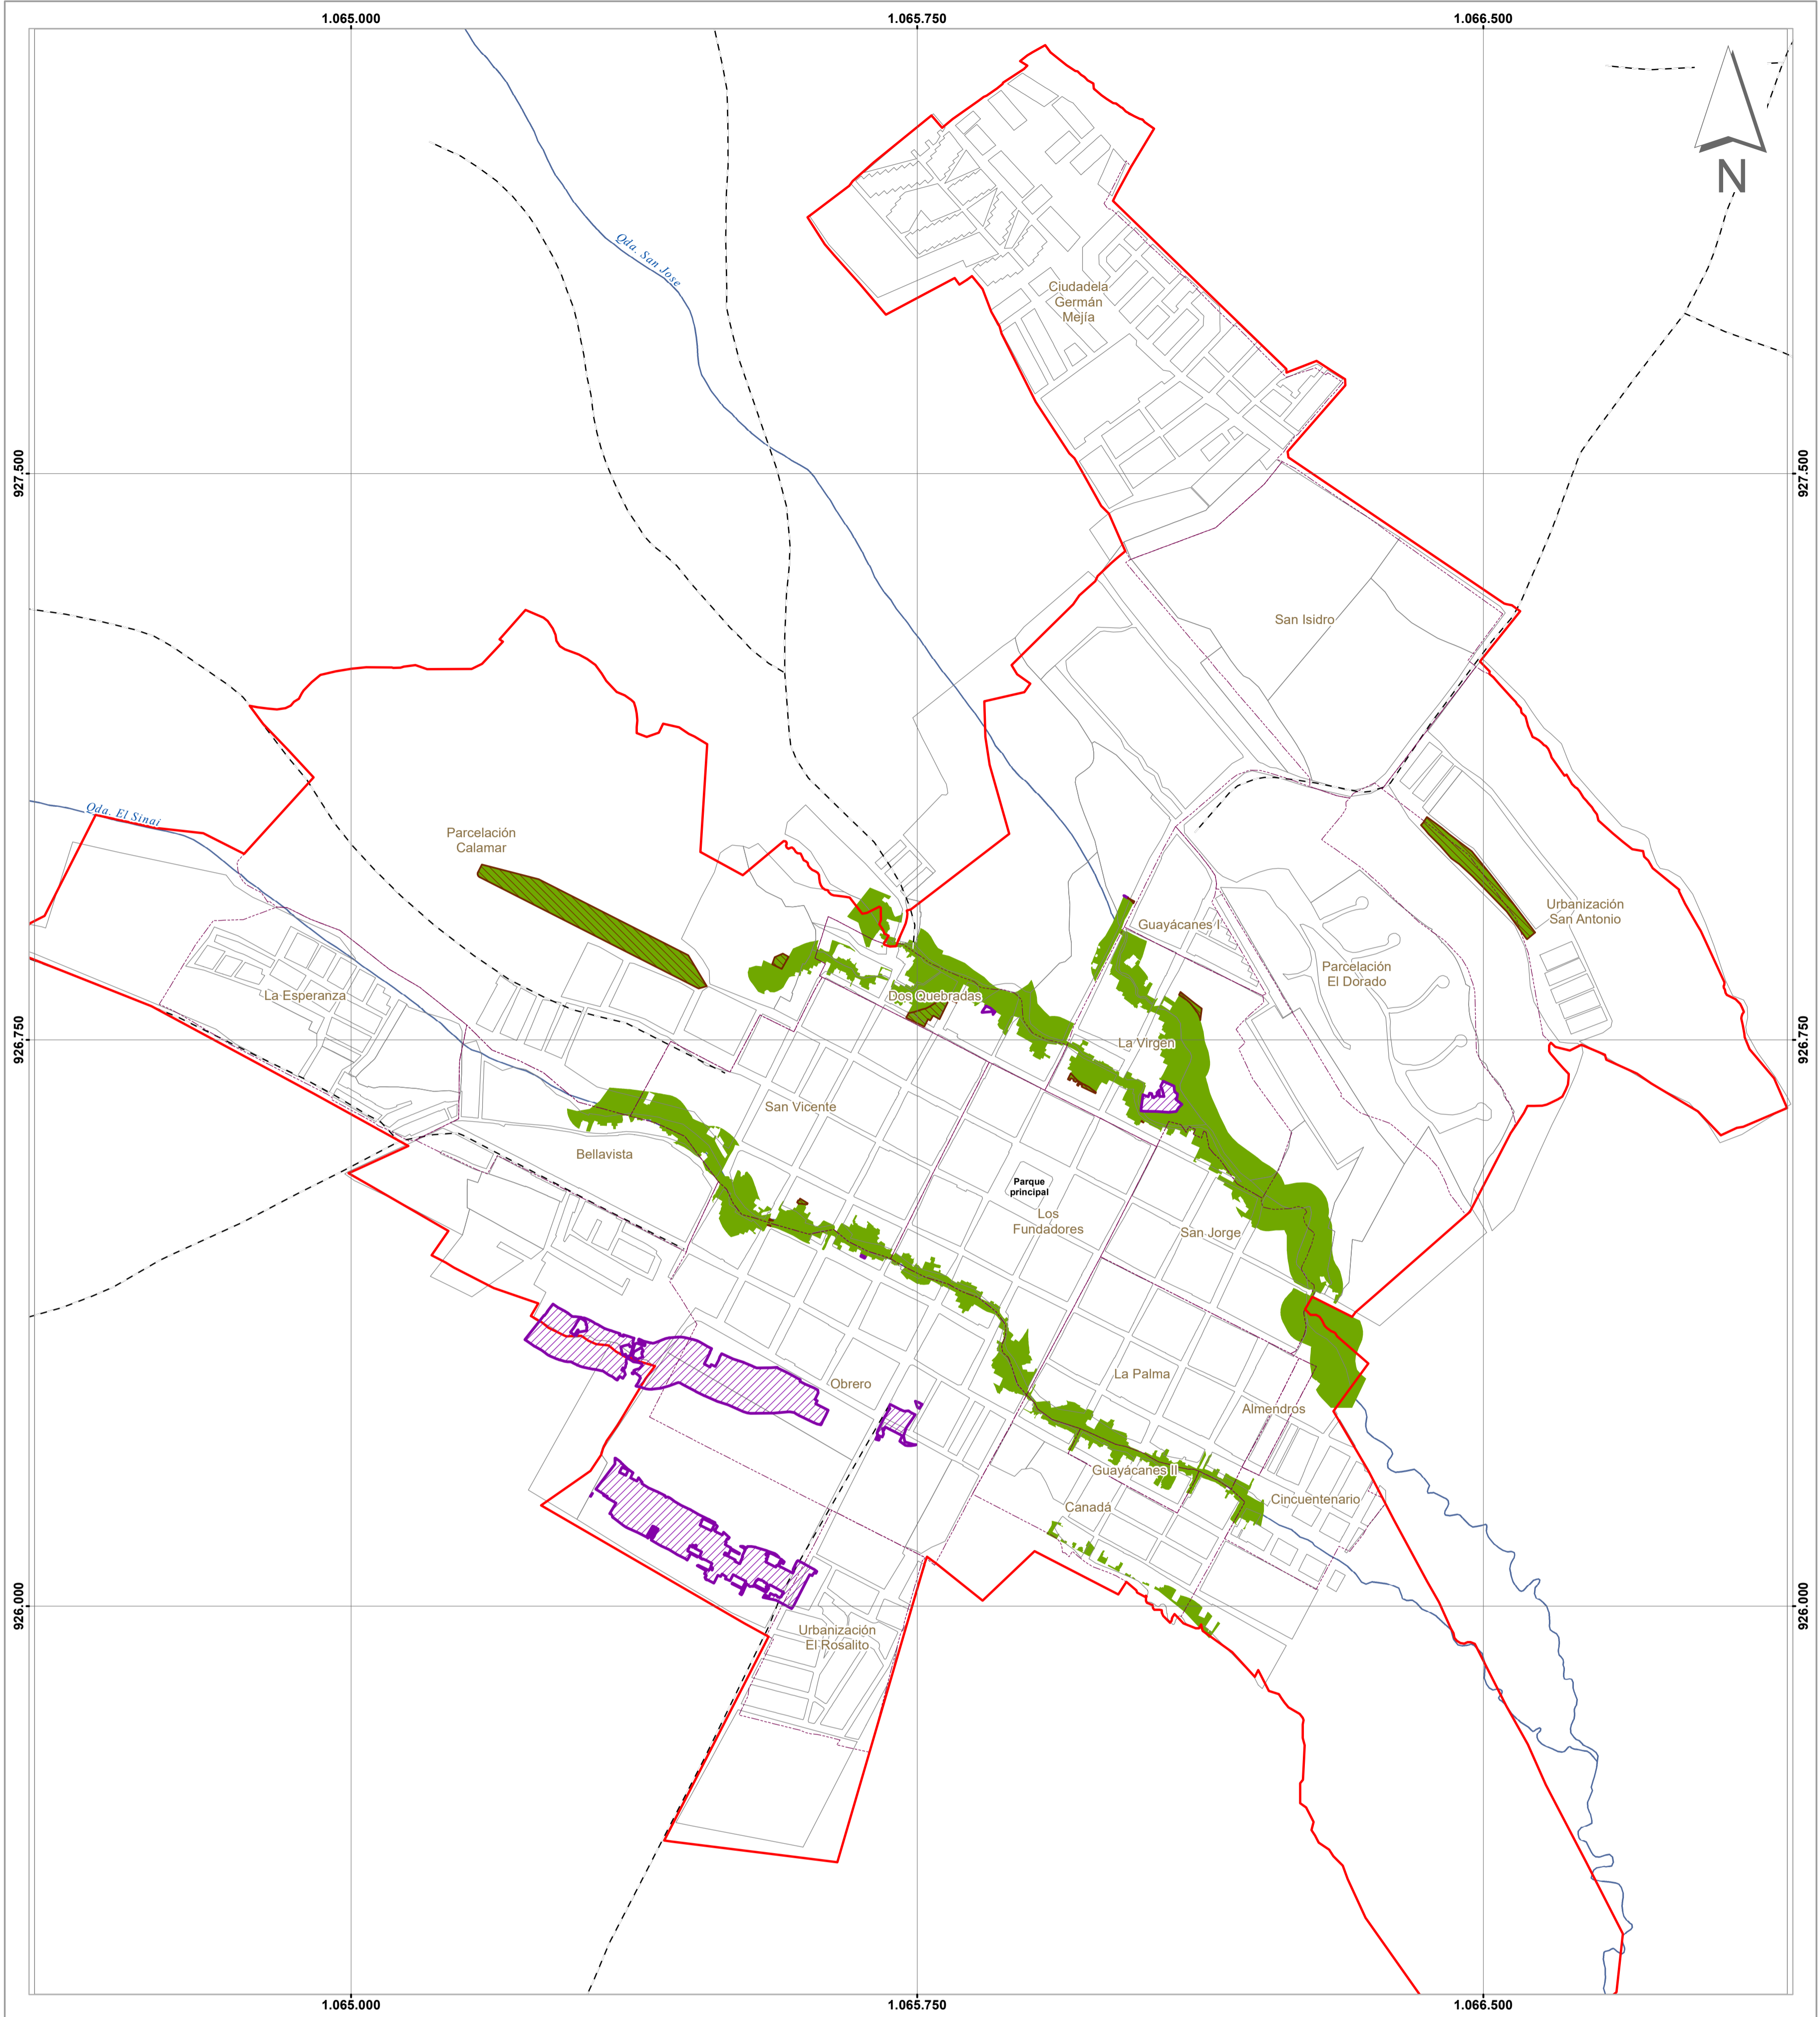 1.065.000
1.065.750
1.066.500
N
Qda. San Jose
Ciudadela
Germán
Mejía
927.500
927.500
San Isidro
Qda. El Sinai
Parcelación
Calamar
Urbanización
San Antonio
Guayácanes I
Parcelación
El Dorado
La Esperanza
Dos Quebradas
926.750
926.750
La Virgen
San Vicente
Bellavista
Parque
principal
Los
Fundadores
San Jorge
La Palma
Obrero
Almendros
Guayácanes II
Cincuentenario
Canadá
926.000
926.000
Urbanización
El Rosalito
1.065.000
1.065.750
1.066.500